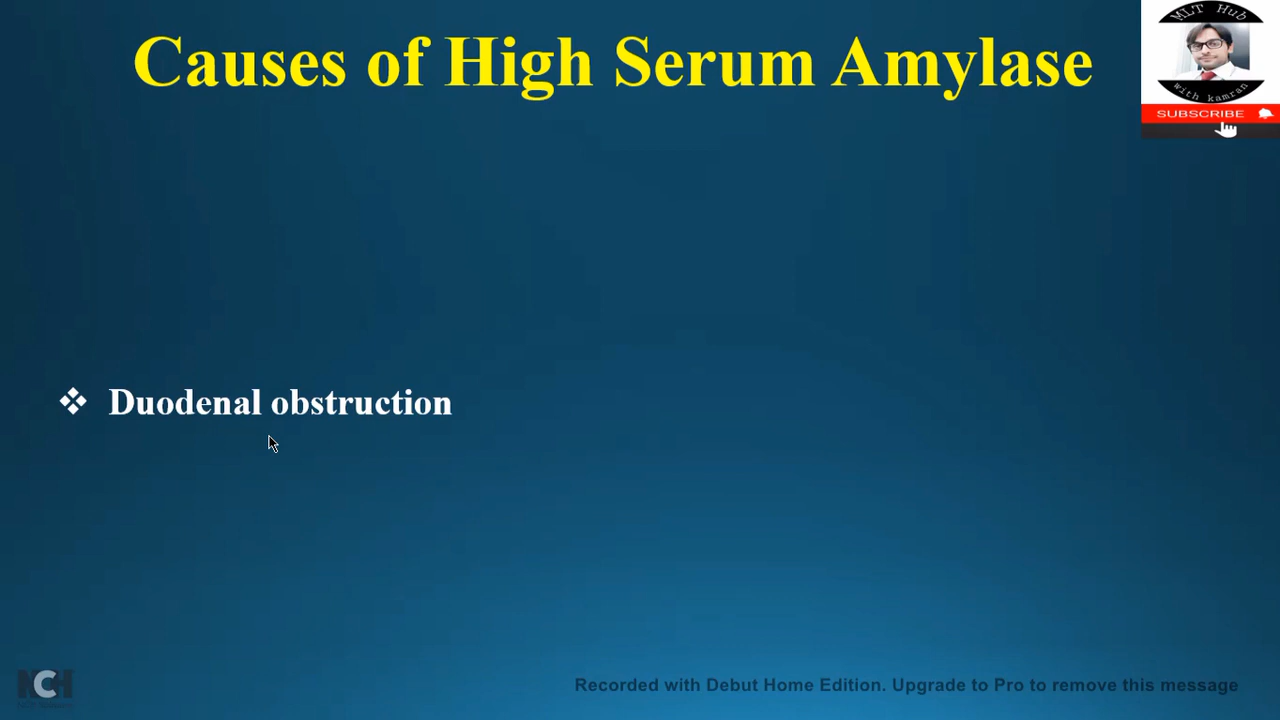 Causes of High Serum Amylase
MLT Hub
with kamran
SUBSCRIBE
❖ Duodenal obstruction
NCH
Recorded with Debut Home Edition. Upgrade to Pro to remove this message